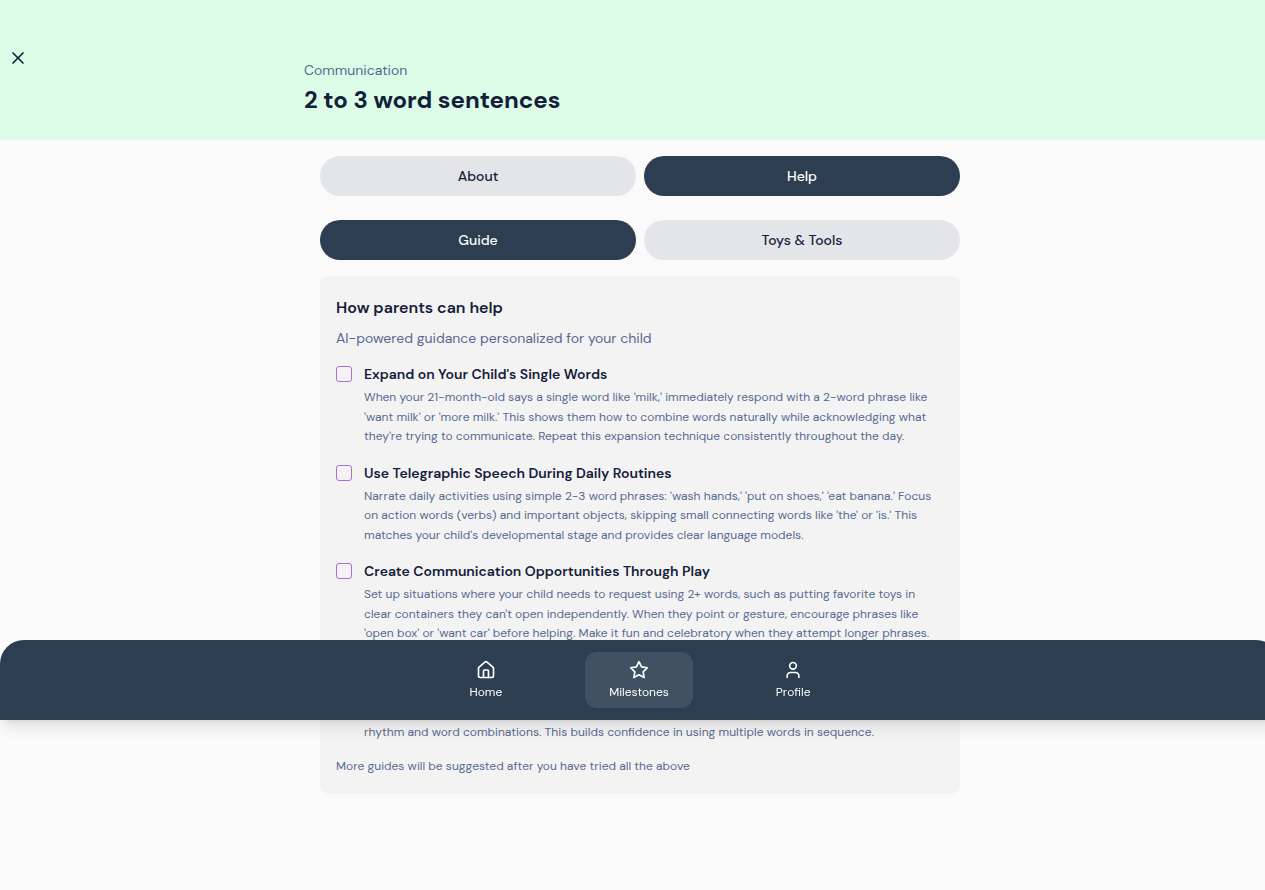 Communication
2 to 3 word sentences
About
Help
Guide
Toys & Tools
How parents can help
AI-powered guidance personalized for your child
Expand on Your Child's Single Words
When your 21-month-old says a single word like 'milk,' immediately respond with a 2-word phrase like
'want milk' or 'more milk.' This shows them how to combine words naturally while acknowledging what
they're trying to communicate. Repeat this expansion technique consistently throughout the day.
Use Telegraphic Speech During Daily Routines
Narrate daily activities using simple 2-3 word phrases: 'wash hands,' 'put on shoes,' 'eat banana.' Focus
on action words (verbs) and important objects, skipping small connecting words like 'the' or 'is.' This
matches your child's developmental stage and provides clear language models.
Create Communication Opportunities Through Play
Set up situations where your child needs to request using 2+ words, such as putting favorite toys in
clear containers they can't open independently. When they point or gesture, encourage phrases like
'open box' or 'want car' before helping. Make it fun and celebratory when they attempt longer phrases.
Home
Milestones
Profile
rhythm and word combinations. This builds confidence in using multiple words in sequence.
More guides will be suggested after you have tried all the above